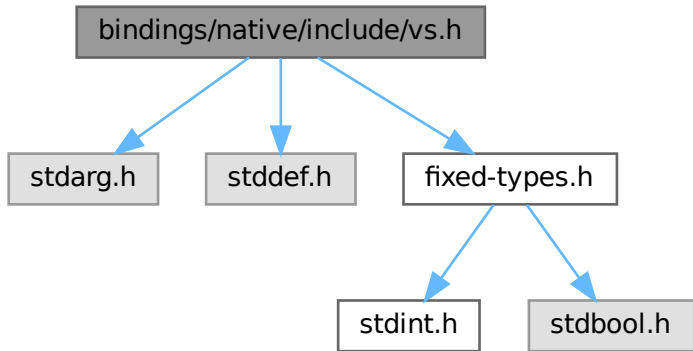 bindings/native/include/vs.h
stdarg.h
stddef.h
fixed-types.h
stdint.h
stdbool.h